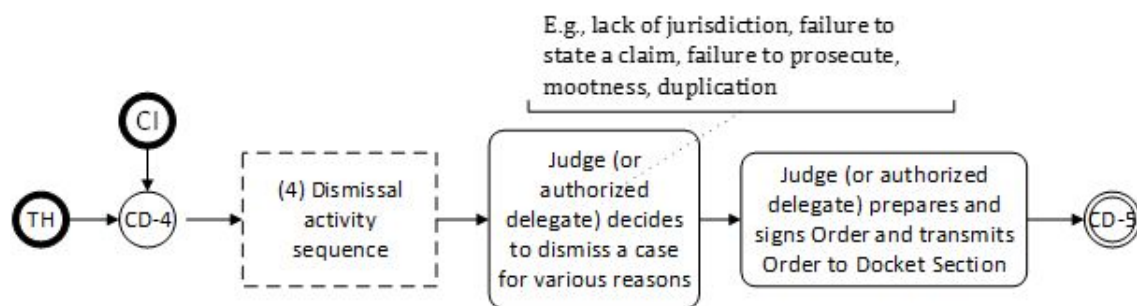 E.g., lack of jurisdiction, failure to
state a claim, failure to prosecute,
mootness, duplication
CI
TH
CD-4
(4) Dismissal
activity
sequence
Judge (or
authorized
delegate) decides
to dismiss a case
for various reasons
Judge (or authorized
delegate) prepares and
signs Order and transmits
Order to Docket Section
CD-5